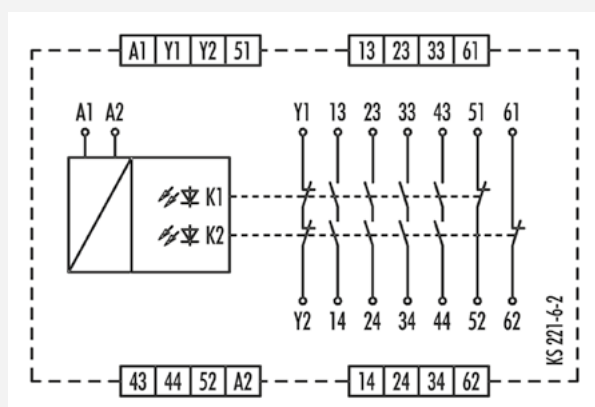 A1 Y1 Y2 51 13 23 33 61
A1 A2 Y1 13 23 33 43 51 61
K1
K2
Y2 14 24 34 44 52 62
KS 221-6-2
43 44 52 A2 14 24 34 62